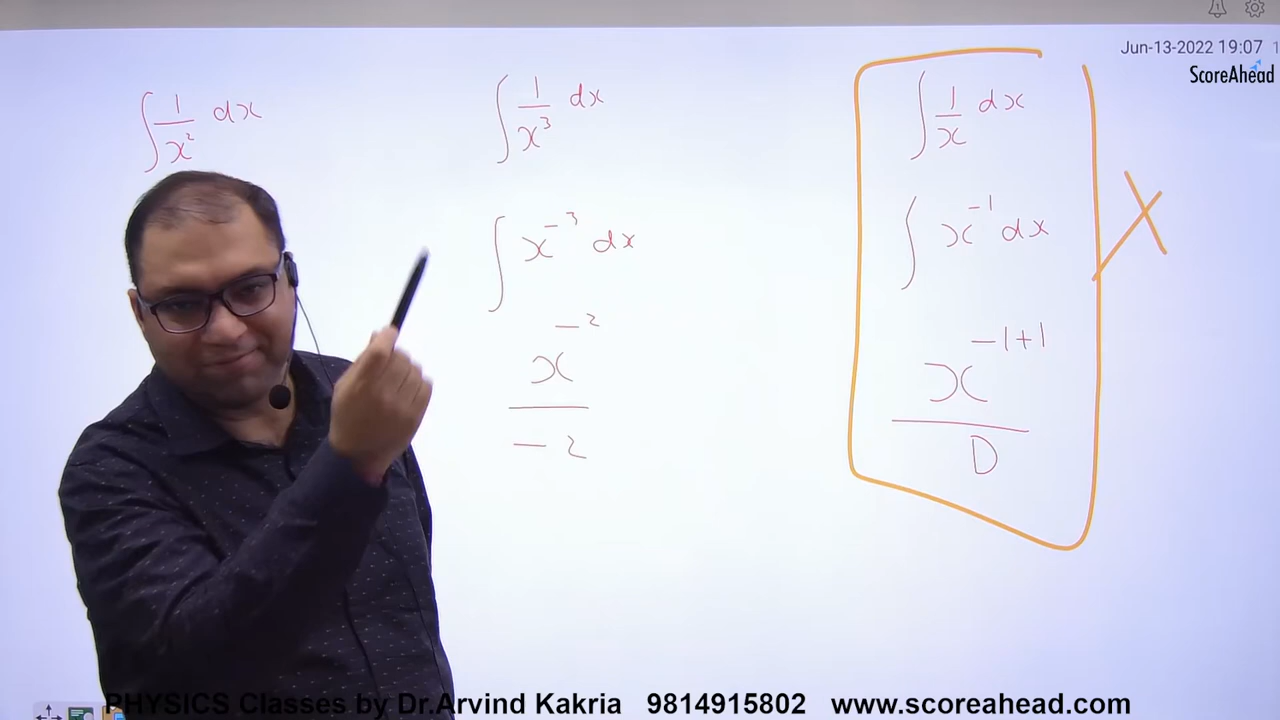 Jun-13-2022 19:07 1
ScoreAhead
∫ 1/x² dx
∫ 1/x³ dx
∫ x⁻³ dx
x⁻²
-2
∫ 1/x dx
∫ x⁻¹ dx
x⁻¹⁺¹
D
X
PHYSICS Classes by Dr.Arvind Kakria 9814915802 www.scoreahead.com